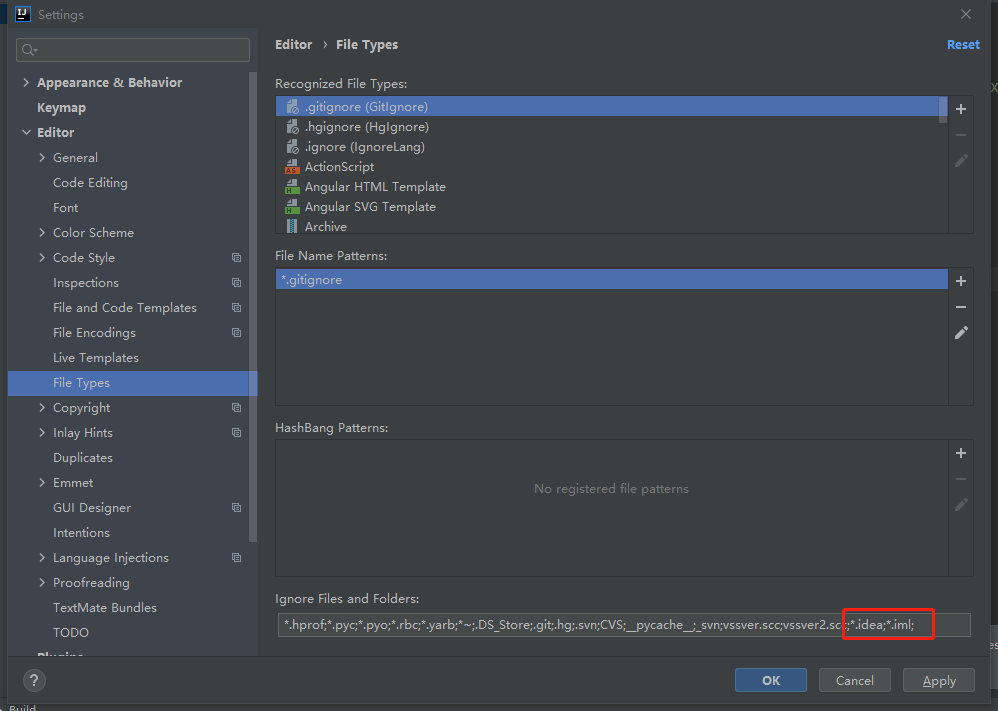 Settings
Appearance & Behavior
Keymap
Editor
General
Code Editing
Font
Color Scheme
Code Style
Inspections
File and Code Templates
File Encodings
Live Templates
File Types
Copyright
Inlay Hints
Duplicates
Emmet
GUI Designer
Intentions
Language Injections
Proofreading
TextMate Bundles
TODO
Plugins
Editor › File Types
Reset
Recognized File Types:
.gitignore (GitIgnore)
.hgignore (HgIgnore)
.ignore (IgnoreLang)
ActionScript
Angular HTML Template
Angular SVG Template
Archive
File Name Patterns:
*.gitignore
HashBang Patterns:
No registered file patterns
Ignore Files and Folders:
*.hprof;*.pyc;*.pyo;*.rbc;*.yarb;*~;.DS_Store;.git;.hg;.svn;CVS;__pycache__;_svn;vssver.scc;vssver2.scc;*.idea;*.iml;
?
OK
Cancel
Apply
Build